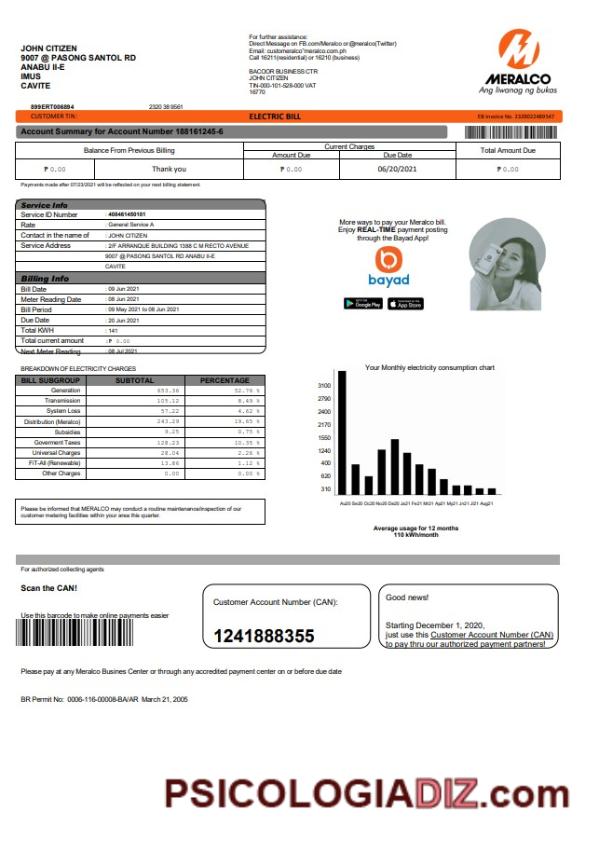 JOHN CITIZEN
9007 @ PASONG SANTOL RD
ANABU II-E
IMUS
CAVITE
For further assistance:
Direct Message on FB.com/Meralco or @meralco(Twitter)
Email: customeralco*meralco.com.ph
Call 16211(residential) or 16210 (business)
BACOOR BUSINESS CTR
JOHN CITIZEN
TIN-000-101-528-000 VAT
16770
MERALCO
Ang liwanag ng bukas
899ERT006894 2320 389561
CUSTOMER TIN: ELECTRIC BILL EB Invoice No. 2320022489547
Account Summary for Account Number 188161245-6
Balance From Previous Billing Current Charges Total Amount Due
Amount Due Due Date
₱ 0.00 Thank you ₱ 0.00 06/20/2021 ₱ 0.00
Payments made after 07/23/2021 will be reflected on your next billing statement
Service Info
Service ID Number : 408461450101
Rate : General Service A
Contact in the name of : JOHN CITIZEN
Service Address : 2/F ARRANQUE BUILDING 1388 C M RECTO AVENUE
9007 @ PASONG SANTOL RD ANABU II-E
CAVITE
Billing Info
Bill Date : 09 Jun 2021
Meter Reading Date : 08 Jun 2021
Bill Period : 09 May 2021 to 08 Jun 2021
Due Date : 20 Jun 2021
Total KWH : 141
Total current amount : ₱ 0.00
Next Meter Reading : 08 Jul 2021
More ways to pay your Meralco bill.
Enjoy REAL-TIME payment posting
through the Bayad App!
bayad
Google Play App Store
BREAKDOWN OF ELECTRICITY CHARGES
BILL SUBGROUP SUBTOTAL PERCENTAGE
Generation 653.36 52.76 %
Transmission 105.12 8.49 %
System Loss 57.22 4.62 %
Distribution (Meralco) 243.29 19.65 %
Subsidies 9.25 0.75 %
Goverment Taxes 128.23 10.35 %
Universal Charges 28.04 2.26 %
FiT-All (Renewable) 13.86 1.12 %
Other Charges 0.00 0.00 %
Your Monthly electricity consumption chart
3100
2790
2400
2170
1550
1240
400
620
310
Au20 Se20 Oc20 No20 De20 Ja21 Fe21 Mr21 Ap21 My21 Jn21 Jl21 Aug21
Average usage for 12 months
110 kWh/month
Please be informed that MERALCO may conduct a routine maintenance/inspection of our
customer metering facilities within your area this quarter.
For authorized collecting agents
Scan the CAN!
Use this barcode to make online payments easier
Customer Account Number (CAN):
1241888355
Good news!
Starting December 1, 2020,
just use this Customer Account Number (CAN)
to pay thru our authorized payment partners!
Please pay at any Meralco Busines Center or through any accredited payment center on or before due date
BR Permit No: 0006-116-00008-BA/AR March 21, 2005
PSICOLOGIADIZ.com